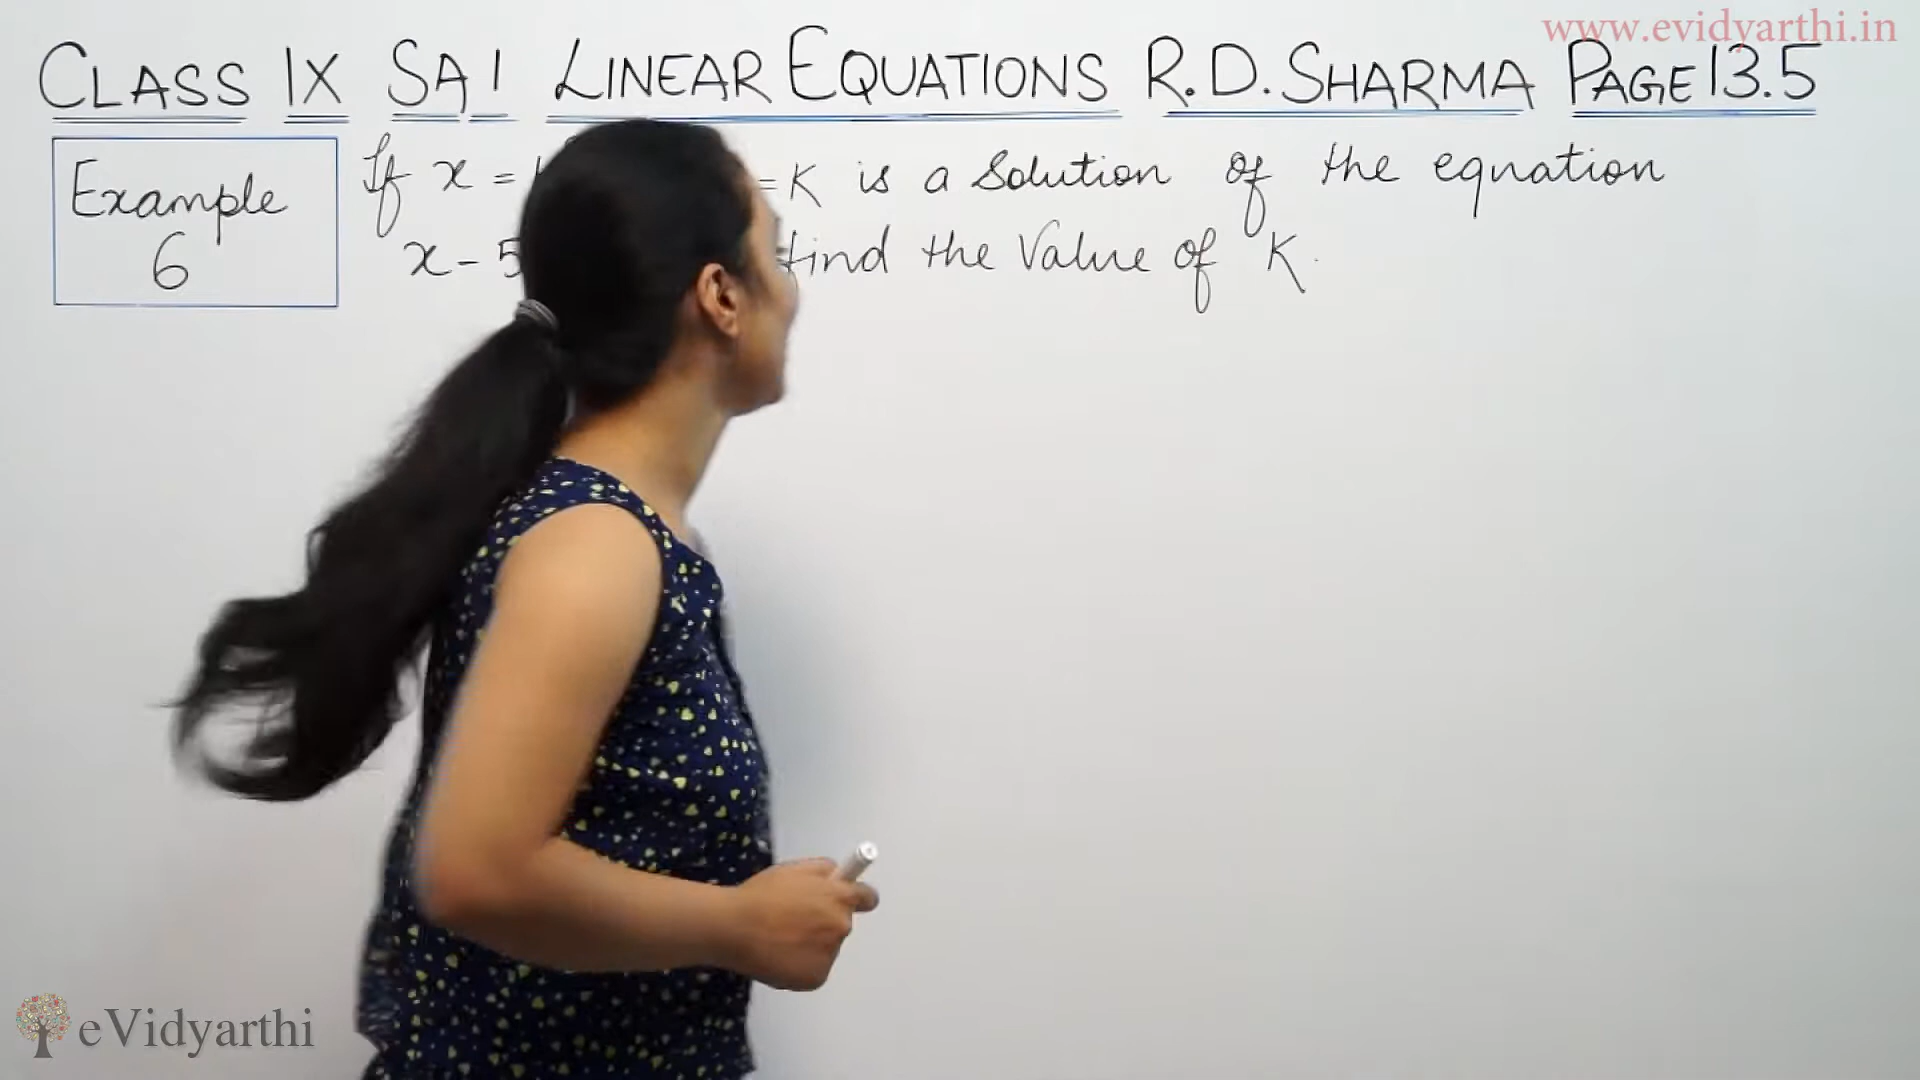 www.evidyarthi.in
CLASS IX SA 1 LINEAR EQUATIONS R.D. SHARMA PAGE 13.5
Example
6
If x = = K is a Solution of the equation
x - 5 find the Value of K.
eVidyarthi